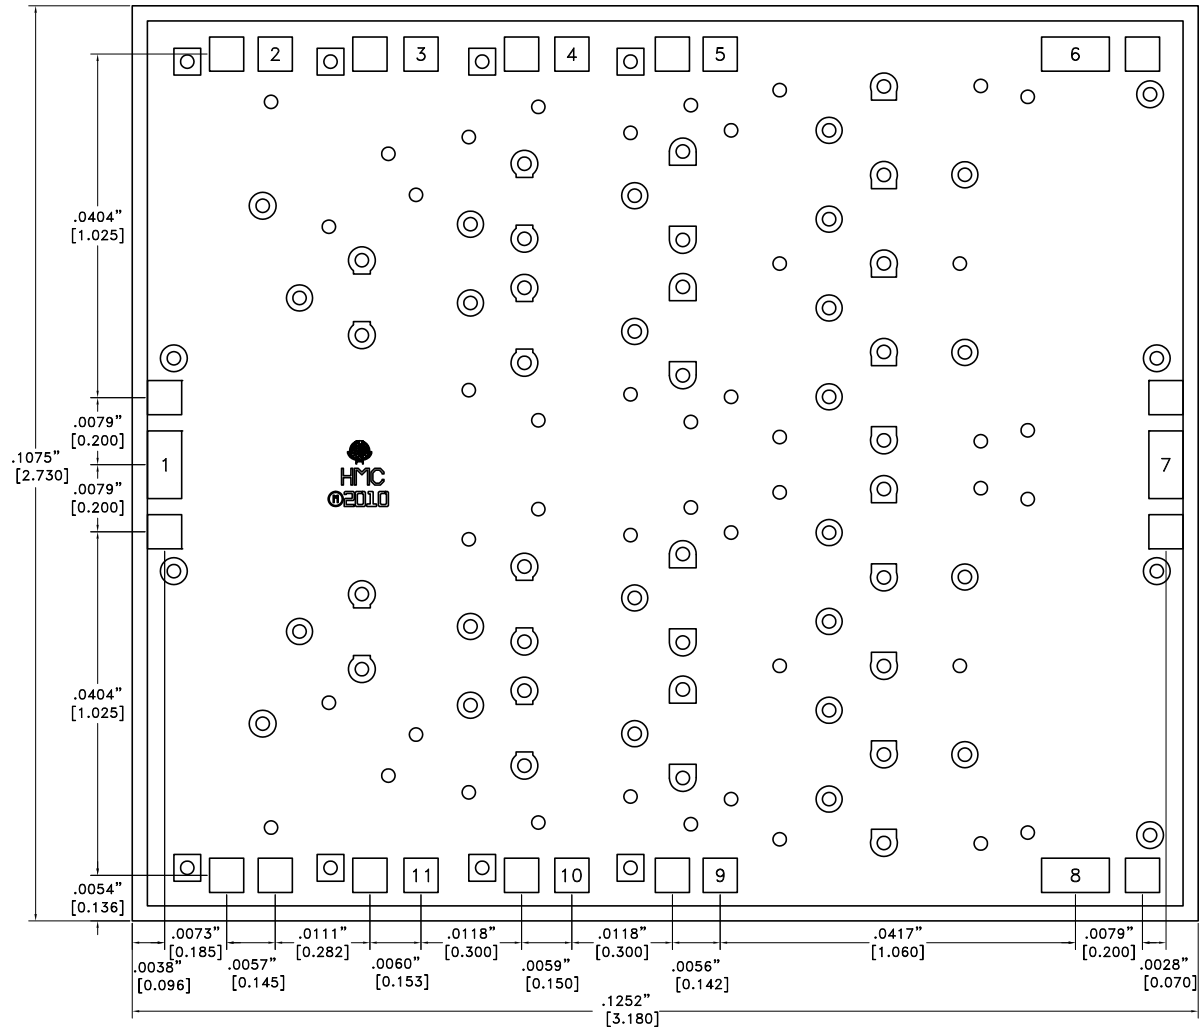 2 3 4 5 6
.0404”
[1.025]
.0079”
[0.200]
.1075”
[2.730]
1
7
.0079”
[0.200]
HMC
Ⓜ2010
.0404”
[1.025]
11 10 9 8
.0054”
[0.136]
.0073” .0111” .0118” .0118” .0417” .0079”
[0.185] [0.282] [0.300] [0.300] [1.060] [0.200]
.0038” .0057” .0060” .0059” .0056” .0028”
[0.096] [0.145] [0.153] [0.150] [0.142] [0.070]
.1252”
[3.180]